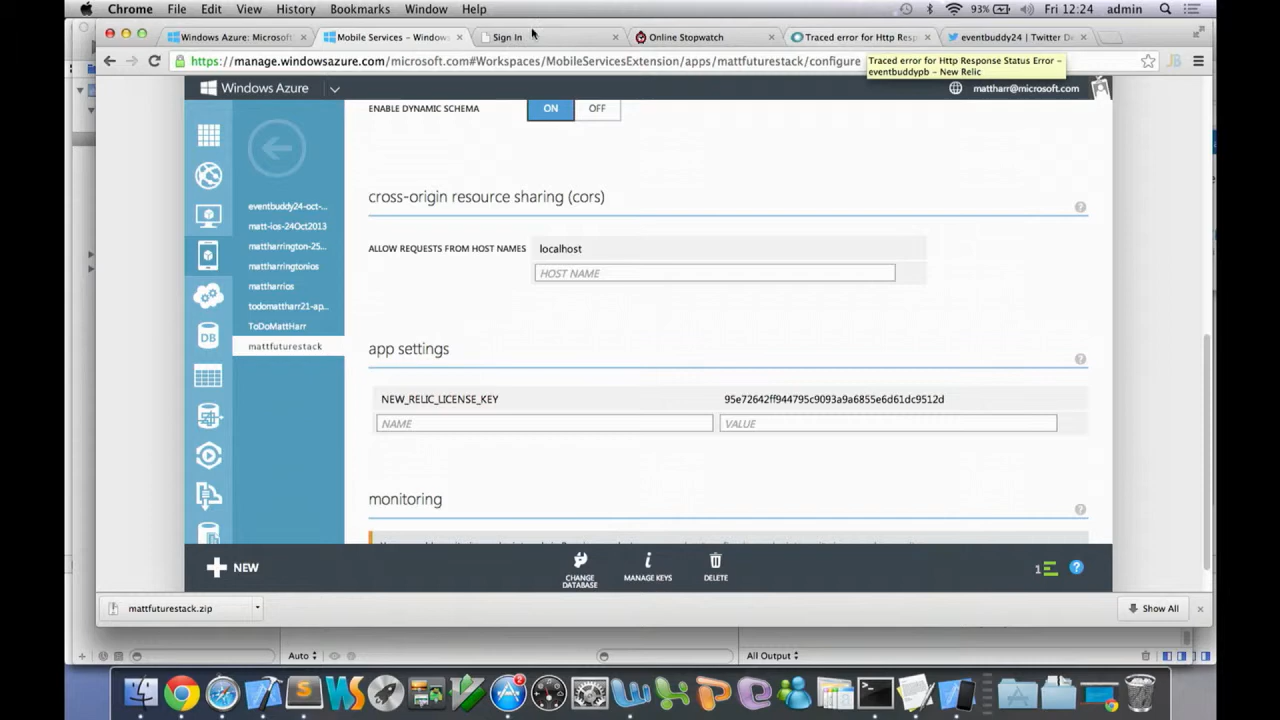 Chrome File Edit View History Bookmarks Window Help 93% Fri 12:24 admin
Windows Azure: Microsoft Mobile Services – Window Sign In Online Stopwatch Traced error for Http Resp eventbuddy24 | Twitter De
https://manage.windowsazure.com/microsoft.com#Workspaces/MobileServicesExtension/apps/mattfuturestack/configure
Traced error for Http Response Status Error –
eventbuddypb – New Relic
Windows Azure mattharr@microsoft.com
ENABLE DYNAMIC SCHEMA ON OFF
cross-origin resource sharing (cors) ?
eventbuddy24-oct-...
matt-ios-24Oct2013
mattharrington-25...
mattharringtonios
mattharrios
todomattharr21-ap...
ToDoMattHarr
mattfuturestack
ALLOW REQUESTS FROM HOST NAMES localhost
HOST NAME
DB
app settings ?
NEW_RELIC_LICENSE_KEY 95e72642ff944795c9093a9a6855e6d61dc9512d
NAME VALUE
monitoring ?
NEW CHANGE DATABASE MANAGE KEYS DELETE 1 ?
mattfuturestack.zip Show All
Auto All Output
2